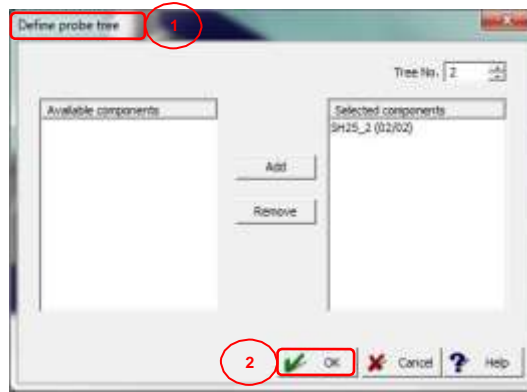 Define probe tree
1
Tree No. 2
Available components
Selected components
SH25_2 (02/02)
Add
Remove
2
OK
Cancel
Help